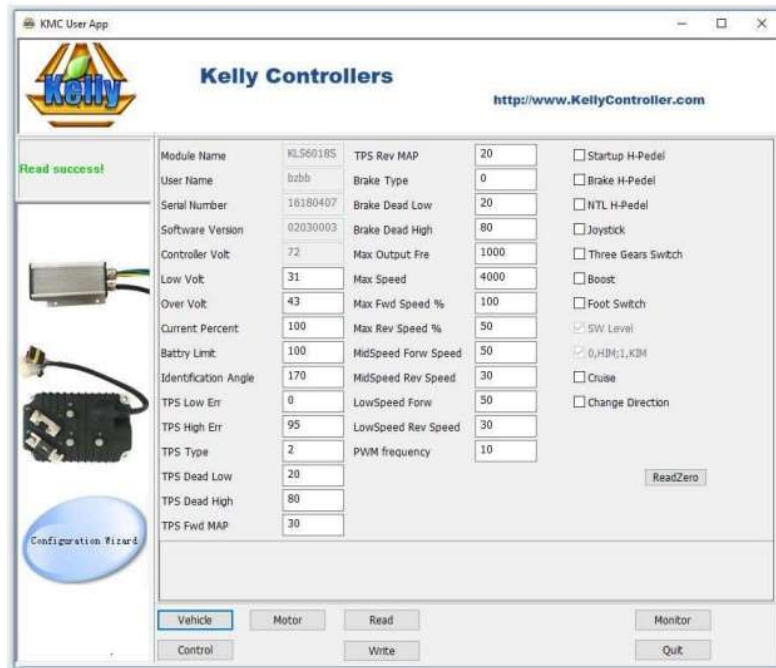 KMC User App
Kelly
Kelly Controllers
http://www.KellyController.com
Read success!
Configuration Wizard
Module Name KLS6018S
User Name bzbb
Serial Number 16180407
Software Version 02030003
Controller Volt 72
Low Volt 31
Over Volt 43
Current Percent 100
Battry Limit 100
Identification Angle 170
TPS Low Err 0
TPS High Err 95
TPS Type 2
TPS Dead Low 20
TPS Dead High 80
TPS Fwd MAP 30
TPS Rev MAP 20
Brake Type 0
Brake Dead Low 20
Brake Dead High 80
Max Output Fre 1000
Max Speed 4000
Max Fwd Speed % 100
Max Rev Speed % 50
MidSpeed Forw Speed 50
MidSpeed Rev Speed 30
LowSpeed Forw 50
LowSpeed Rev Speed 30
PWM frequency 10
Startup H-Pedel
Brake H-Pedel
NTL H-Pedel
Joystick
Three Gears Switch
Boost
Foot Switch
SW Level
0,HIM;1,KIM
Cruise
Change Direction
ReadZero
Vehicle Motor Read Monitor
Control Write Quit